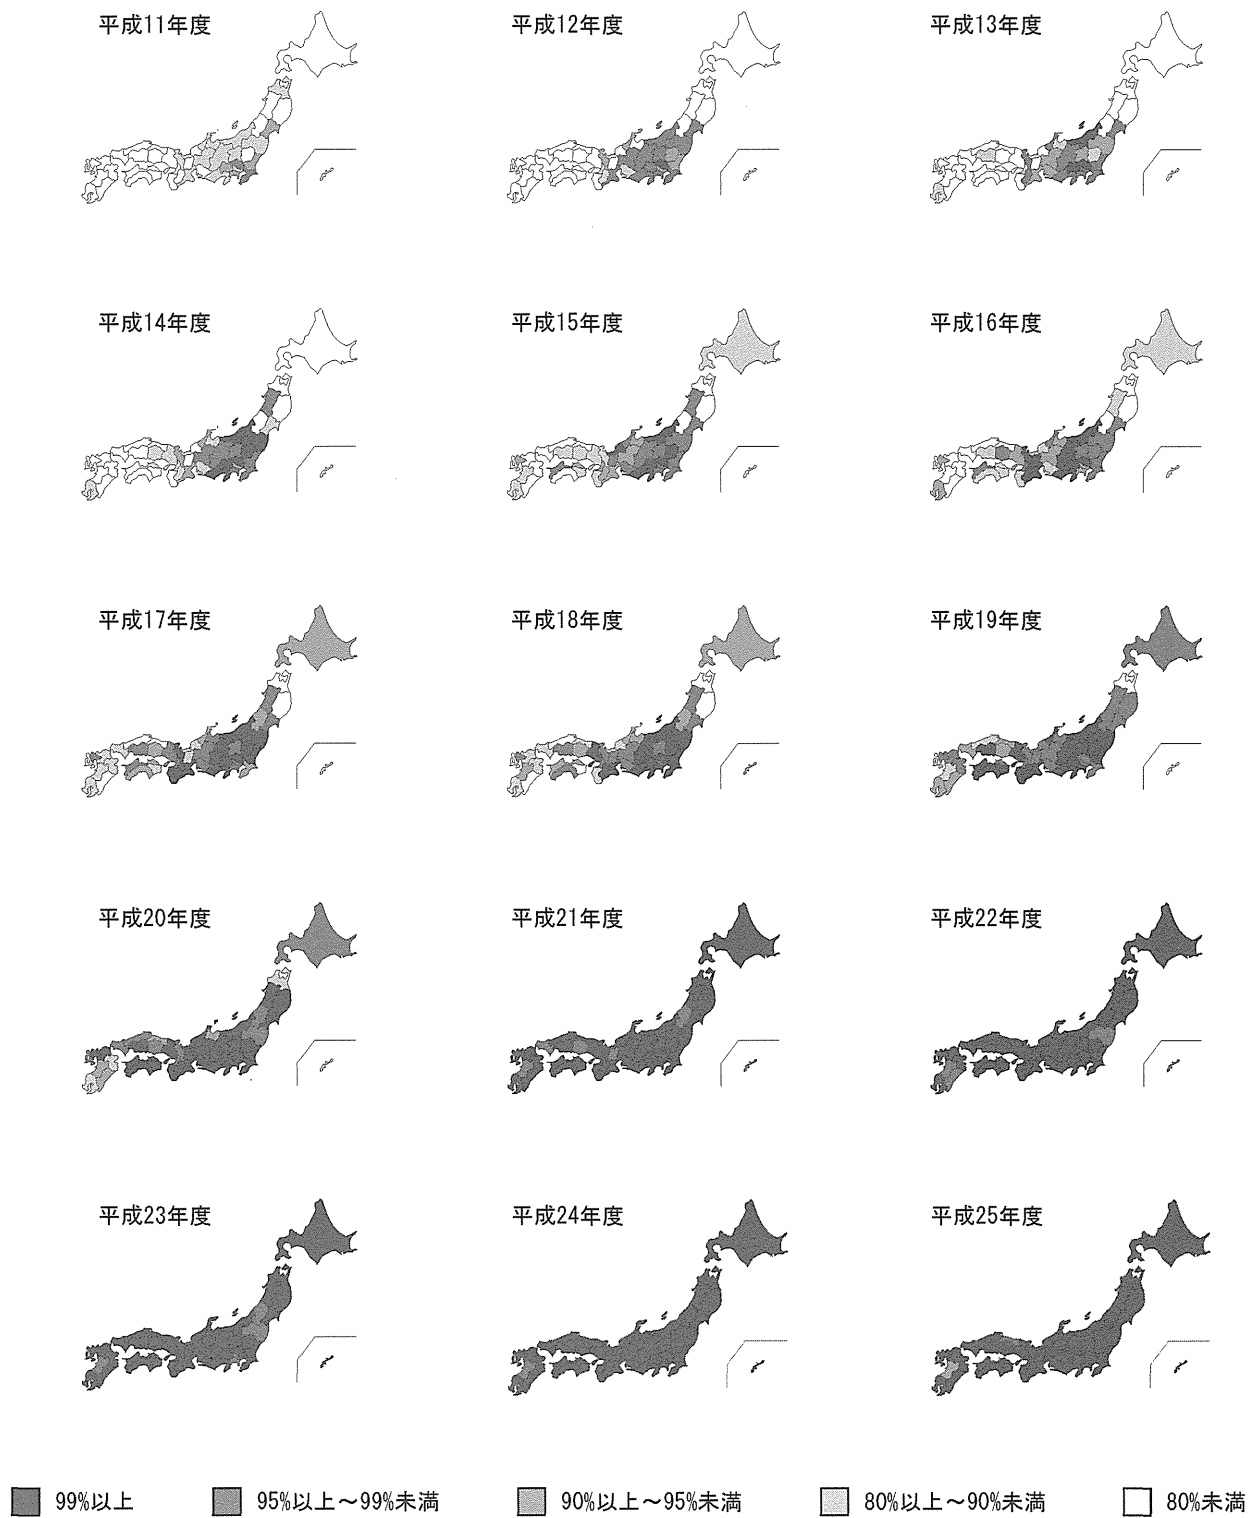 平成11年度
平成12年度
平成13年度
平成14年度
平成15年度
平成16年度
平成17年度
平成18年度
平成19年度
平成20年度
平成21年度
平成22年度
平成23年度
平成24年度
平成25年度
99%以上
95%以上～99%未満
90%以上～95%未満
80%以上～90%未満
80%未満